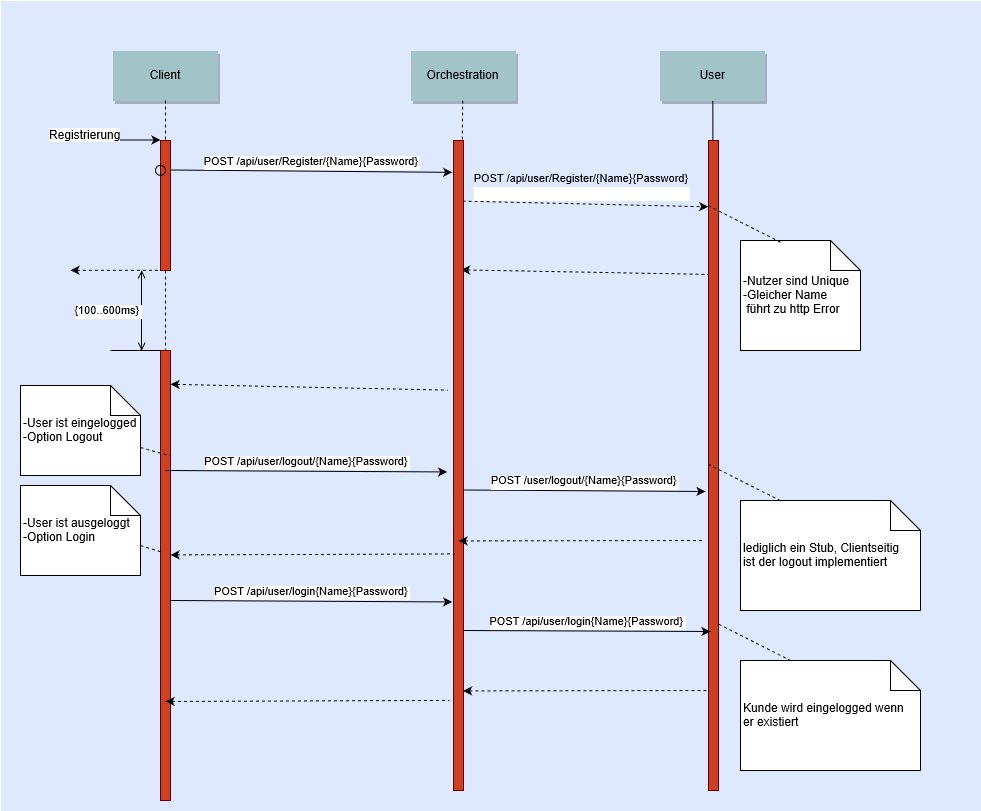 Client
Orchestration
User
Registrierung
POST /api/user/Register/{Name}{Password}
POST /api/user/Register/{Name}{Password}
-Nutzer sind Unique
-Gleicher Name
führt zu http Error
{100..600ms}
-User ist eingelogged
-Option Logout
POST /api/user/logout/{Name}{Password}
POST /user/logout/{Name}{Password}
-User ist ausgeloggt
-Option Login
lediglich ein Stub, Clientseitig
ist der logout implementiert
POST /api/user/login{Name}{Password}
POST /api/user/login{Name}{Password}
Kunde wird eingelogged wenn
er existiert